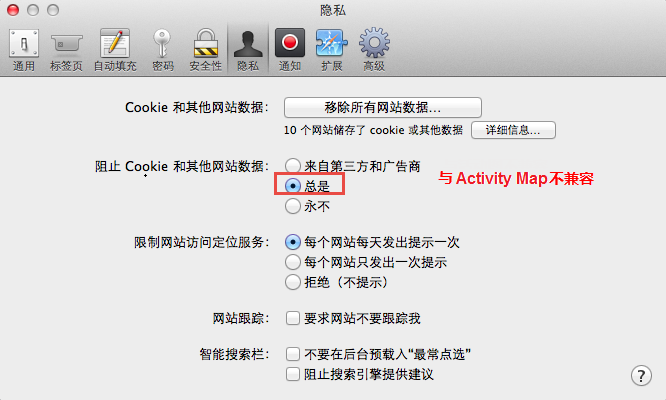 隐私
通用 标签页 自动填充 密码 安全性 隐私 通知 扩展 高级
Cookie 和其他网站数据: 移除所有网站数据...
10 个网站储存了 cookie 或其他数据 详细信息...
阻止 Cookie 和其他网站数据: 来自第三方和广告商
总是 与 Activity Map不兼容
永不
限制网站访问定位服务: 每个网站每天发出提示一次
每个网站只发出一次提示
拒绝（不提示）
网站跟踪: 要求网站不要跟踪我
智能搜索栏: 不要在后台预载入“最常点选”
阻止搜索引擎提供建议
?